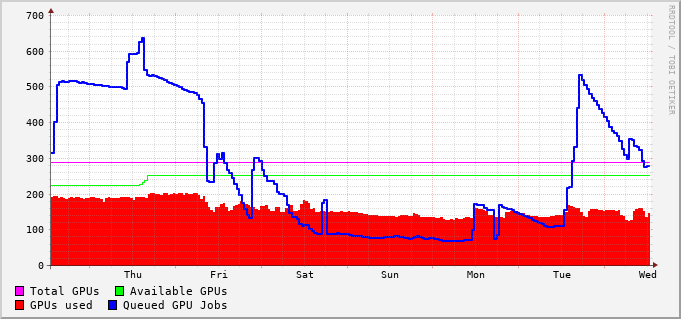 700
600
500
400
300
200
100
0
Thu Fri Sat Sun Mon Tue Wed
Total GPUs Available GPUs
GPUs used Queued GPU Jobs
RRDTOOL / TOBI OETIKER